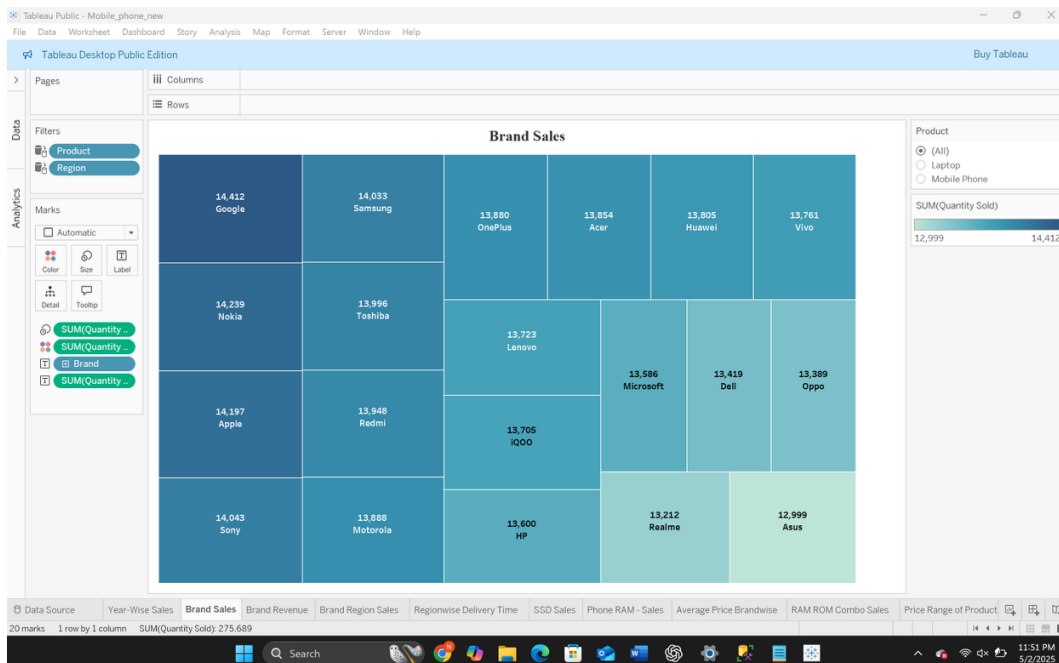 Tableau Public - Mobile_phone_new
File Data Worksheet Dashboard Story Analysis Map Format Server Window Help
Tableau Desktop Public Edition
Buy Tableau
Data
Analytics
Pages
Columns
Rows
Filters
Product
Region
Marks
Automatic
Color Size Label
Detail Tooltip
SUM(Quantity ..
SUM(Quantity ..
Brand
SUM(Quantity ..
Brand Sales
14,412
Google
14,239
Nokia
14,197
Apple
14,043
Sony
14,033
Samsung
13,996
Toshiba
13,948
Redmi
13,888
Motorola
13,880
OnePlus
13,854
Acer
13,805
Huawei
13,761
Vivo
13,723
Lenovo
13,705
iQOO
13,600
HP
13,586
Microsoft
13,419
Dell
13,389
Oppo
13,212
Realme
12,999
Asus
Product
(All)
Laptop
Mobile Phone
SUM(Quantity Sold)
12,999 14,412
Data Source Year-Wise Sales Brand Sales Brand Revenue Brand Region Sales Regionwise Delivery Time SSD Sales Phone RAM - Sales Average Price Brandwise RAM ROM Combo Sales Price Range of Product
20 marks 1 row by 1 column SUM(Quantity Sold): 275,689
Search
11:51 PM
5/2/2025